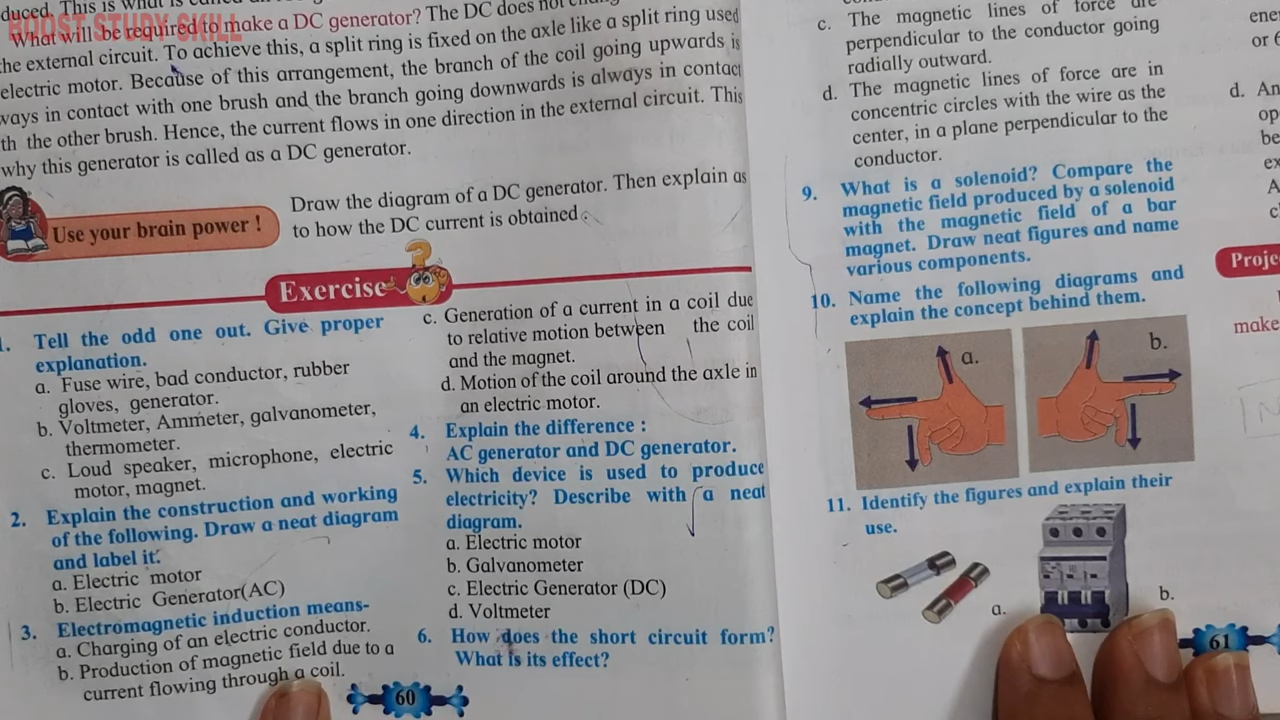 duced. This is what is
BOOST STUDY SKILL
What will be required to make a DC generator? The DC does not
the external circuit. To achieve this, a split ring is fixed on the axle like a split ring used
electric motor. Because of this arrangement, the branch of the coil going upwards is
ways in contact with one brush and the branch going downwards is always in contact
th the other brush. Hence, the current flows in one direction in the external circuit. This
why this generator is called as a DC generator.
Use your brain power !
Draw the diagram of a DC generator. Then explain as
to how the DC current is obtained .
Exercise
1. Tell the odd one out. Give proper
explanation.
a. Fuse wire, bad conductor, rubber
gloves, generator.
b. Voltmeter, Ammeter, galvanometer,
thermometer.
c. Loud speaker, microphone, electric
motor, magnet.
2. Explain the construction and working
of the following. Draw a neat diagram
and label it.
a. Electric motor
b. Electric Generator(AC)
3. Electromagnetic induction means-
a. Charging of an electric conductor.
b. Production of magnetic field due to a
current flowing through a coil.
c. Generation of a current in a coil due
to relative motion between the coil
and the magnet.
d. Motion of the coil around the axle in
an electric motor.
4. Explain the difference :
AC generator and DC generator.
5. Which device is used to produce
electricity? Describe with a neat
diagram.
a. Electric motor
b. Galvanometer
c. Electric Generator (DC)
d. Voltmeter
6. How does the short circuit form?
What is its effect?
60
c. The magnetic lines of force are
perpendicular to the conductor going
radially outward.
d. The magnetic lines of force are in
concentric circles with the wire as the
center, in a plane perpendicular to the
conductor.
9. What is a solenoid? Compare the
magnetic field produced by a solenoid
with the magnetic field of a bar
magnet. Draw neat figures and name
various components.
10. Name the following diagrams and
explain the concept behind them.
a.
b.
11. Identify the figures and explain their
use.
a.
b.
61
ene
or
d. An
op
be
ex
A
Proje
make